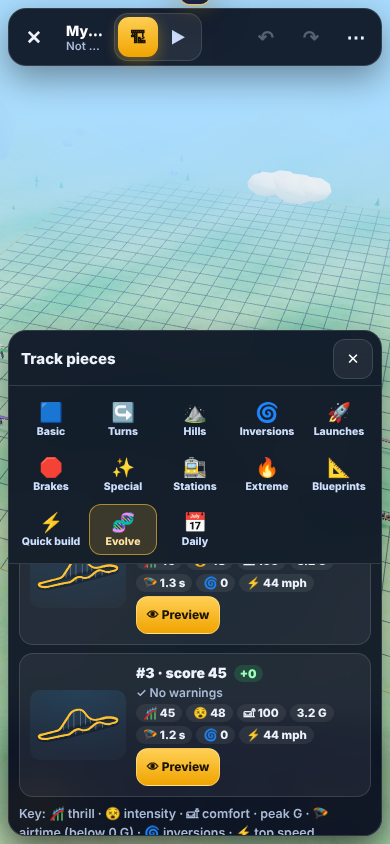 My...
Not ...
Track pieces
Basic
Turns
Hills
Inversions
Launches
Brakes
Special
Stations
Extreme
Blueprints
Quick build
Evolve
Daily
1.3 s 0 44 mph
Preview
#3 · score 45 +0
✓ No warnings
45 48 100 3.2 G
1.2 s 0 44 mph
Preview
Key: thrill · intensity · comfort · peak G ·
airtime (below 0 G) · inversions · top speed